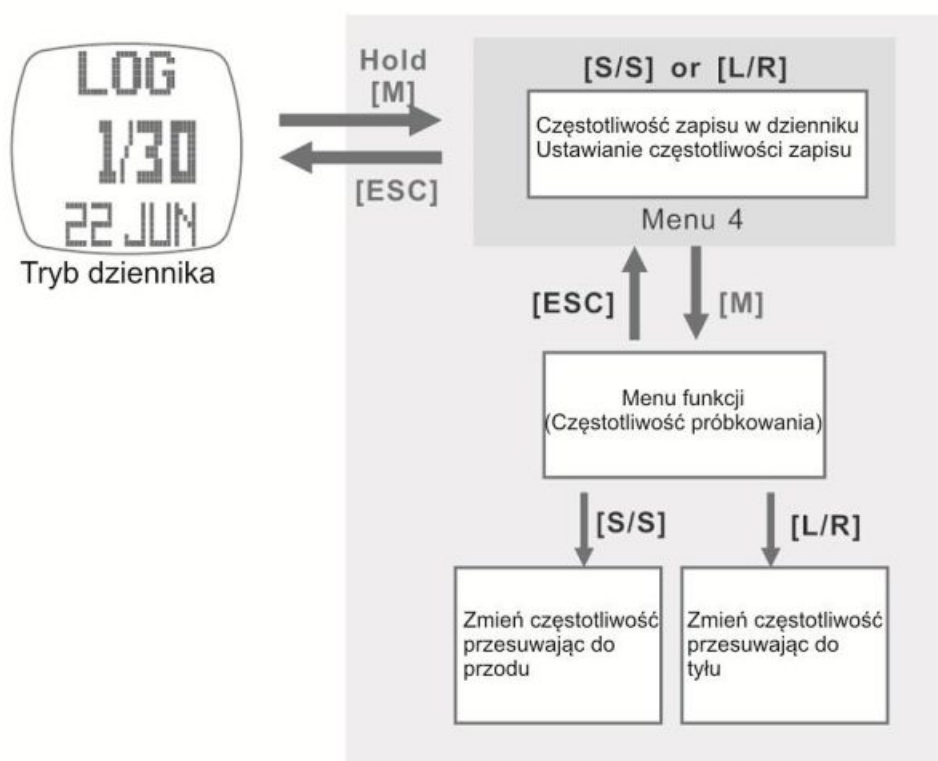 LOG
1/30
22 JUN
Tryb dziennika
Hold
[M]
[ESC]
[S/S] or [L/R]
Częstotliwość zapisu w dzienniku
Ustawianie częstotliwości zapisu
Menu 4
[ESC]
[M]
Menu funkcji
(Częstotliwość próbkowania)
[S/S]
[L/R]
Zmień częstotliwość
przesuwając do
przodu
Zmień częstotliwość
przesuwając do
tyłu